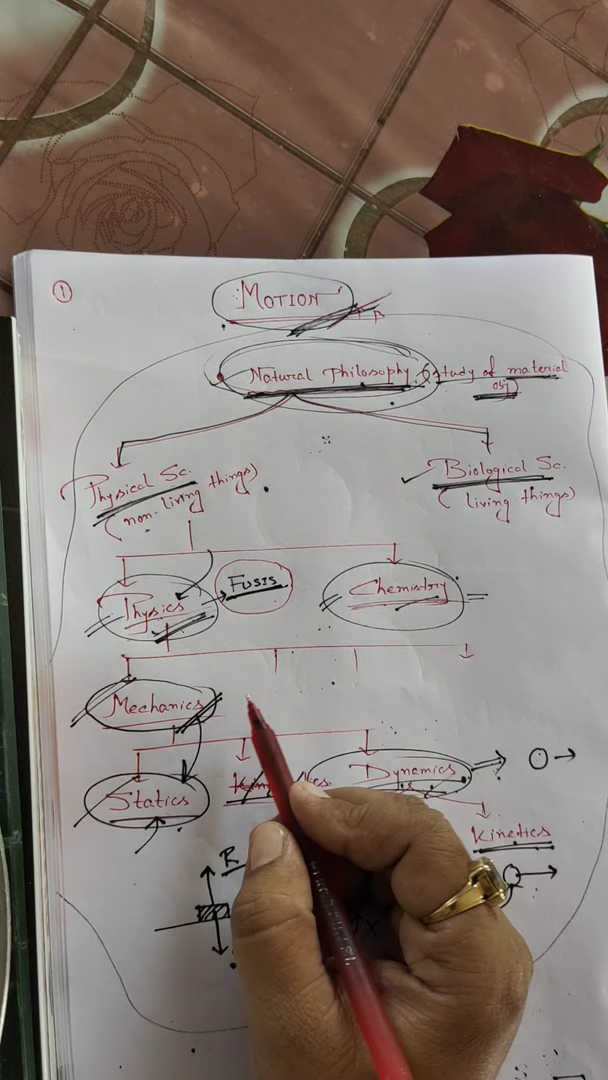 ①
MOTION
Natural Philosophy study of material
obj
Physical Sc.
(non-living things)
Biological Sc.
(living things)
Physics
FUSIS
Chemistry
Mechanics
Statics
Dynamics
Kinetics
R
X